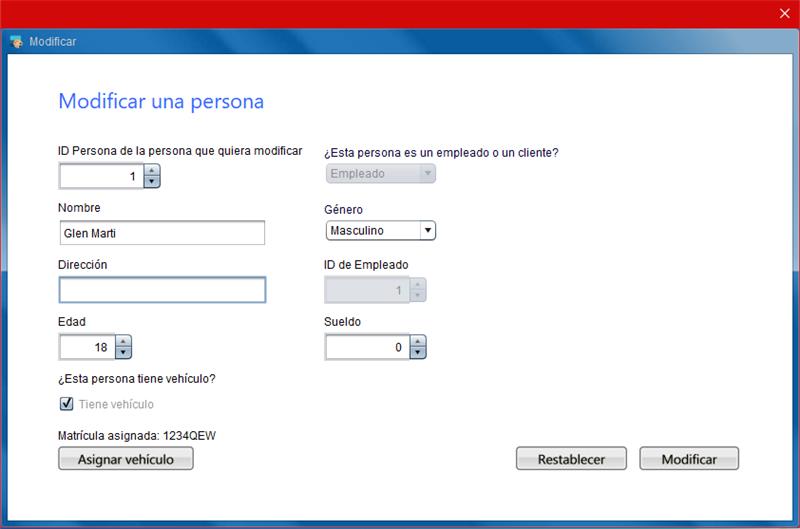 Modificar
Modificar una persona
ID Persona de la persona que quiera modificar
1
¿Esta persona es un empleado o un cliente?
Empleado
Nombre
Glen Marti
Género
Masculino
Dirección
ID de Empleado
1
Edad
18
Sueldo
0
¿Esta persona tiene vehículo?
Tiene vehículo
Matrícula asignada: 1234QEW
Asignar vehículo
Restablecer
Modificar